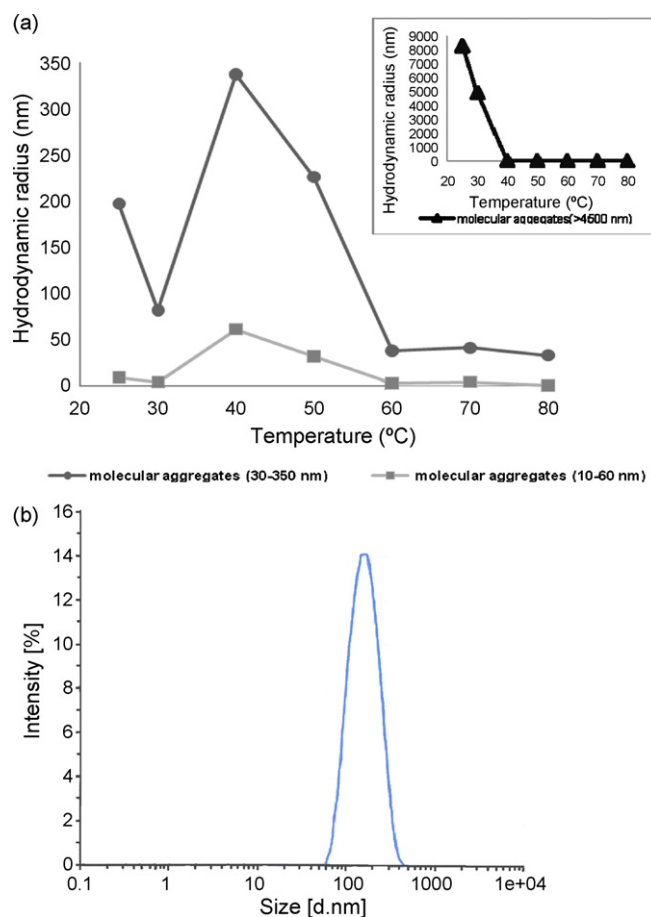 (a)
Hydrodynamic radius (nm)
350
300
250
200
150
100
50
0
20 30 40 50 60 70 80
Temperature (ºC)
Hydrodynamic radius (nm)
9000
8000
7000
6000
5000
4000
3000
2000
1000
0
20 30 40 50 60 70 80
Temperature (ºC)
molecular aggregates(>4500 nm)
molecular aggregates (30-350 nm) molecular aggregates (10-60 nm)
(b)
Intensity [%]
16
14
12
10
8
6
4
2
0
0.1 1 10 100 1000 1e+04
Size [d.nm]